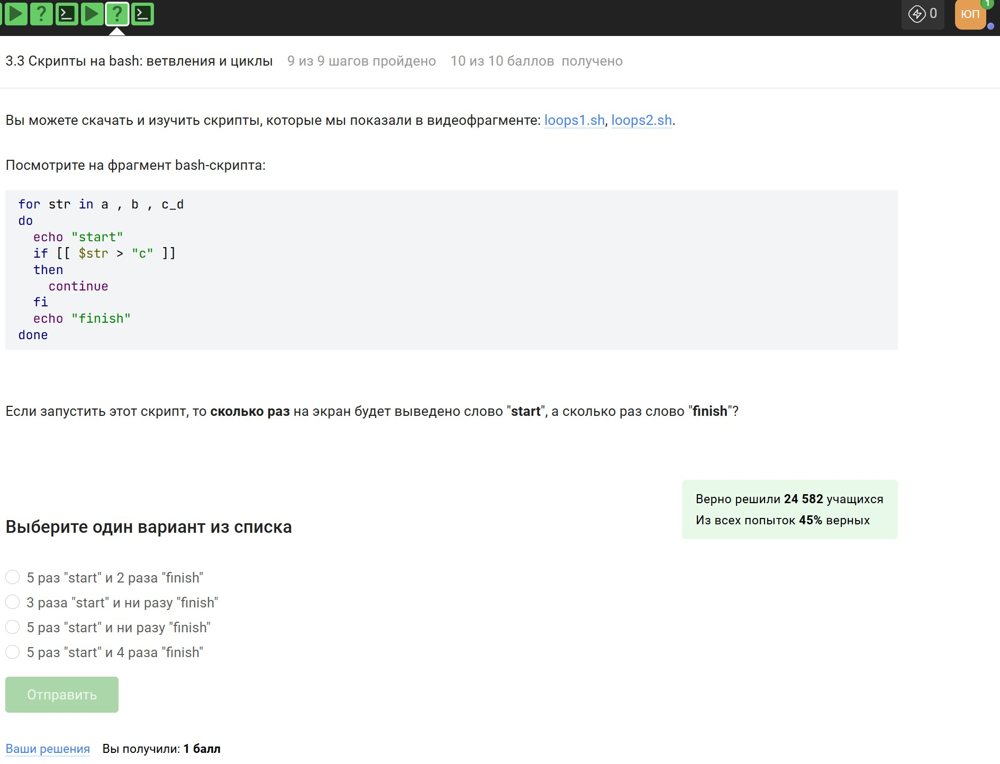 0
ЮП
1
3.3 Скрипты на bash: ветвления и циклы 9 из 9 шагов пройдено 10 из 10 баллов получено
Вы можете скачать и изучить скрипты, которые мы показали в видеофрагменте: loops1.sh, loops2.sh.
Посмотрите на фрагмент bash-скрипта:
for str in a , b , c_d
do
  echo "start"
  if [[ $str > "c" ]]
  then
    continue
  fi
  echo "finish"
done
Если запустить этот скрипт, то сколько раз на экран будет выведено слово "start", а сколько раз слово "finish"?
Верно решили 24 582 учащихся
Из всех попыток 45% верных
Выберите один вариант из списка
5 раз "start" и 2 раза "finish"
3 раза "start" и ни разу "finish"
5 раз "start" и ни разу "finish"
5 раз "start" и 4 раза "finish"
Отправить
Ваши решения Вы получили: 1 балл